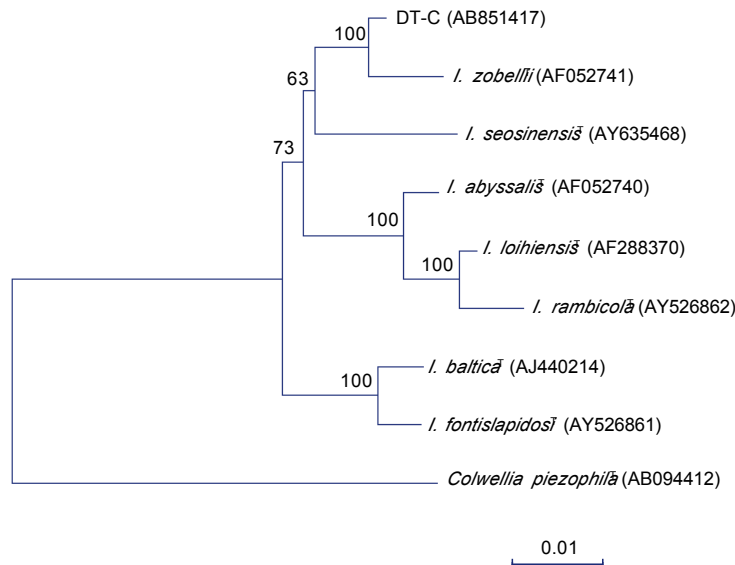 DT-C (AB851417)
100
I. zobellii^T (AF052741)
63
I. seosinensis^T (AY635468)
73
I. abyssalis^T (AF052740)
100
I. loihiensis^T (AF288370)
100
I. rambicola^T (AY526862)
I. baltica^T (AJ440214)
100
I. fontislapidosi^T (AY526861)
Colwellia piezophila^T (AB094412)
0.01